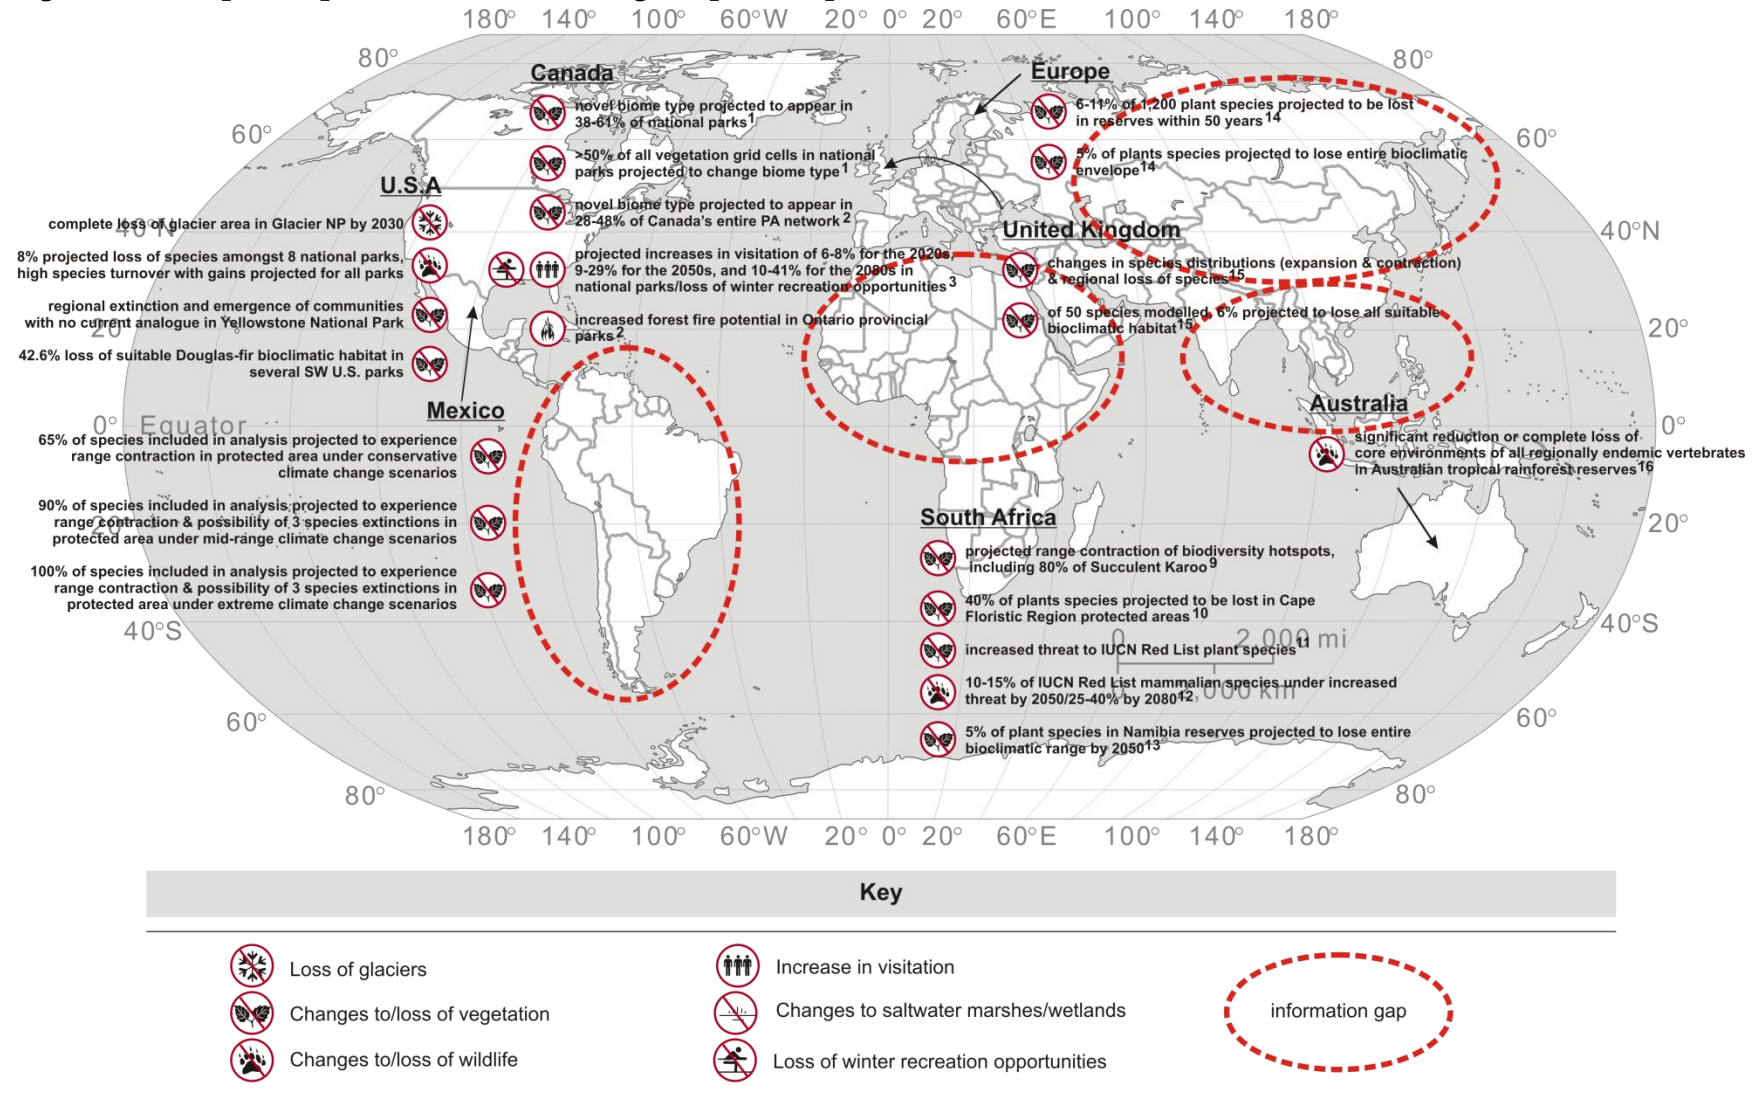 180° 140° 100° 60°W 20° 0° 20° 60°E 100° 140° 180°
80°
80°
60°
60°
40°N
40°N
20°
20°
0° Equator
0°
20°
20°
40°S
40°S
60°
60°
80°
80°
180° 140° 100° 60°W 20° 0° 20° 60°E 100° 140° 180°
Canada
novel biome type projected to appear in
38-61% of national parks1
>50% of all vegetation grid cells in national
parks projected to change biome type1
novel biome type projected to appear in
28-48% of Canada's entire PA network2
projected increases in visitation of 6-8% for the 2020s,
9-29% for the 2050s, and 10-41% for the 2080s in
national parks/loss of winter recreation opportunities3
increased forest fire potential in Ontario provincial
parks2
U.S.A
complete loss of glacier area in Glacier NP by 2030
8% projected loss of species amongst 8 national parks,
high species turnover with gains projected for all parks
regional extinction and emergence of communities
with no current analogue in Yellowstone National Park
42.6% loss of suitable Douglas-fir bioclimatic habitat in
several SW U.S. parks
Mexico
65% of species included in analysis projected to experience
range contraction in protected area under conservative
climate change scenarios
90% of species included in analysis projected to experience
range contraction & possibility of 3 species extinctions in
protected area under mid-range climate change scenarios
100% of species included in analysis projected to experience
range contraction & possibility of 3 species extinctions in
protected area under extreme climate change scenarios
Europe
6-11% of 1,200 plant species projected to be lost
in reserves within 50 years14
5% of plants species projected to lose entire bioclimatic
envelope14
United Kingdom
changes in species distributions (expansion & contraction)
& regional loss of species15
of 50 species modelled, 6% projected to lose all suitable
bioclimatic habitat15
Australia
significant reduction or complete loss of
core environments of all regionally endemic vertebrates
in Australian tropical rainforest reserves16
South Africa
projected range contraction of biodiversity hotspots,
including 80% of Succulent Karoo9
40% of plants species projected to be lost in Cape
Floristic Region protected areas10
increased threat to IUCN Red List plant species11
10-15% of IUCN Red List mammalian species under increased
threat by 2050/25-40% by 208012
5% of plant species in Namibia reserves projected to lose entire
bioclimatic range by 205013
0 2,000 mi
0 ,000 km
Key
Loss of glaciers
Changes to/loss of vegetation
Changes to/loss of wildlife
Increase in visitation
Changes to saltwater marshes/wetlands
Loss of winter recreation opportunities
information gap